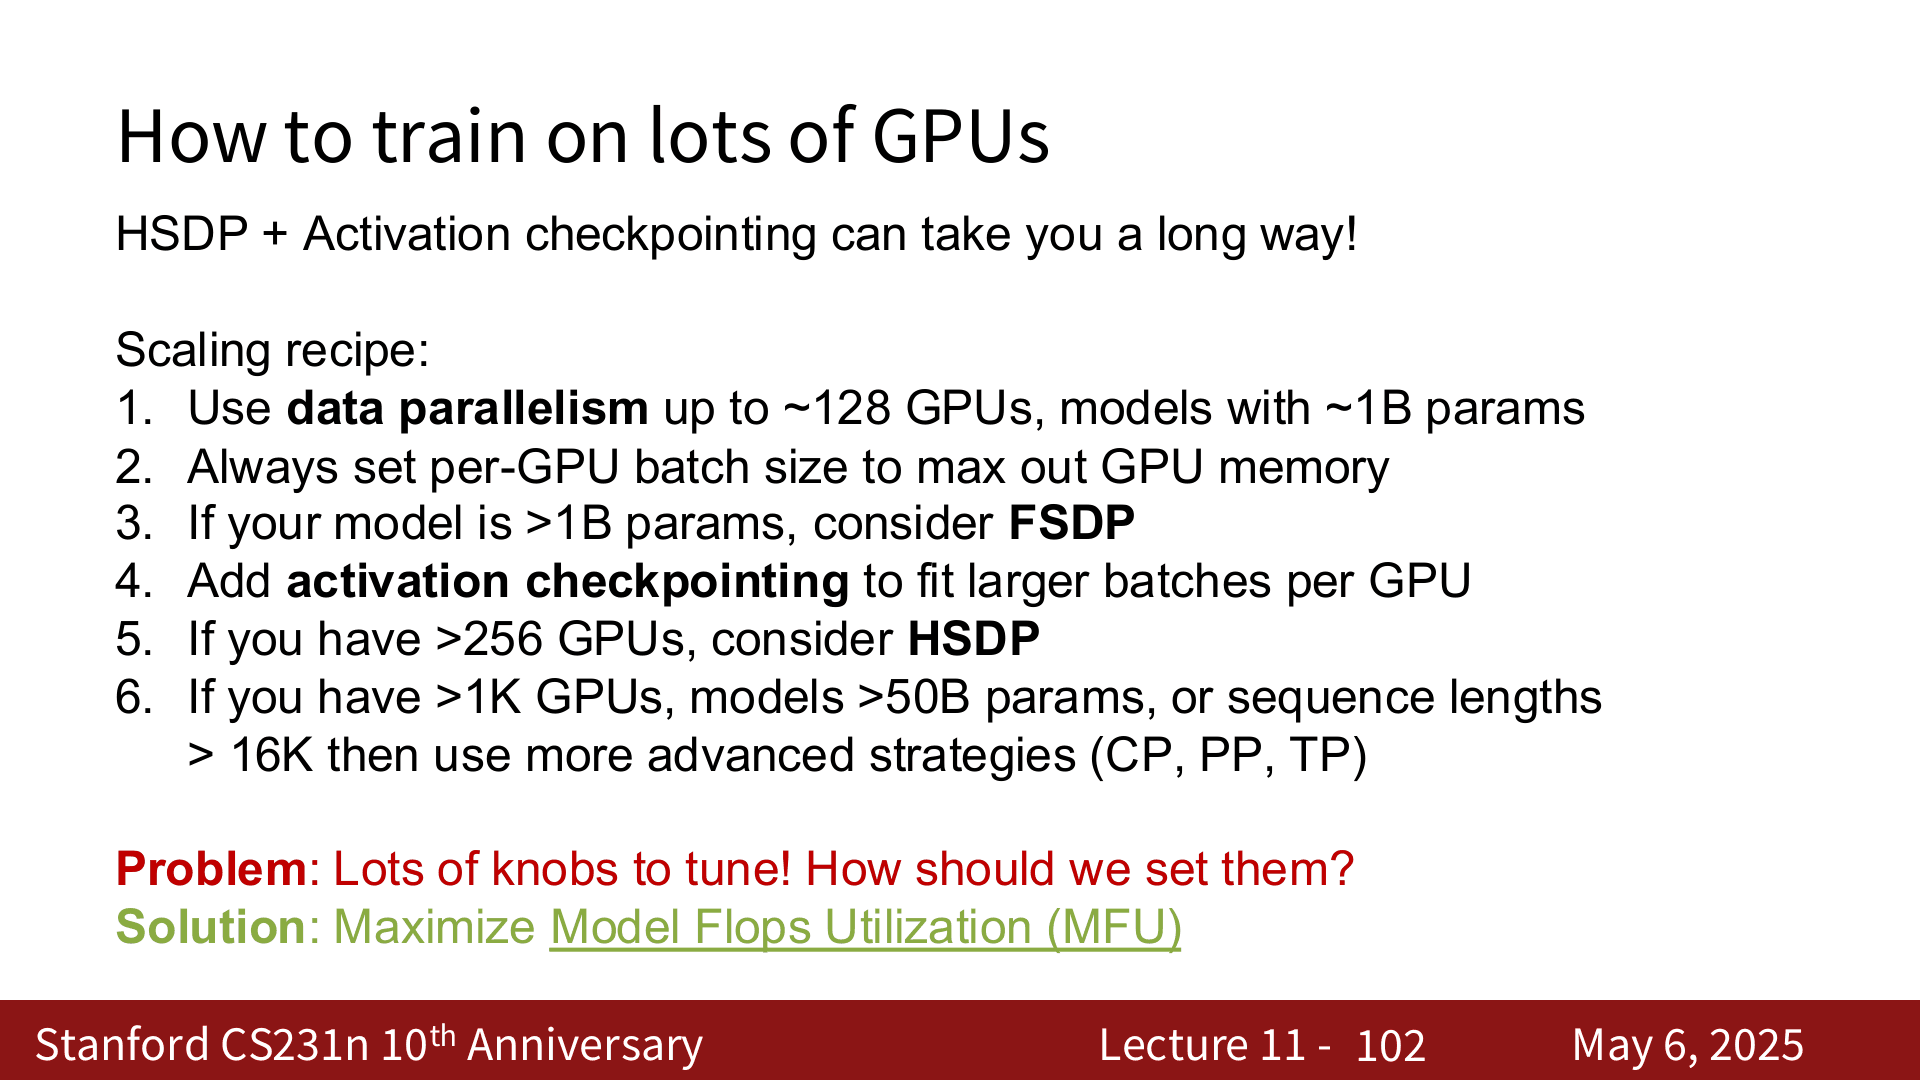 How to train on lots of GPUs
HSDP + Activation checkpointing can take you a long way!
Scaling recipe:
1. Use data parallelism up to ~128 GPUs, models with ~1B params
2. Always set per-GPU batch size to max out GPU memory
3. If your model is >1B params, consider FSDP
4. Add activation checkpointing to fit larger batches per GPU
5. If you have >256 GPUs, consider HSDP
6. If you have >1K GPUs, models >50B params, or sequence lengths
> 16K then use more advanced strategies (CP, PP, TP)
Problem: Lots of knobs to tune! How should we set them?
Solution: Maximize Model Flops Utilization (MFU)
Stanford CS231n 10th Anniversary Lecture 11 - 102 May 6, 2025